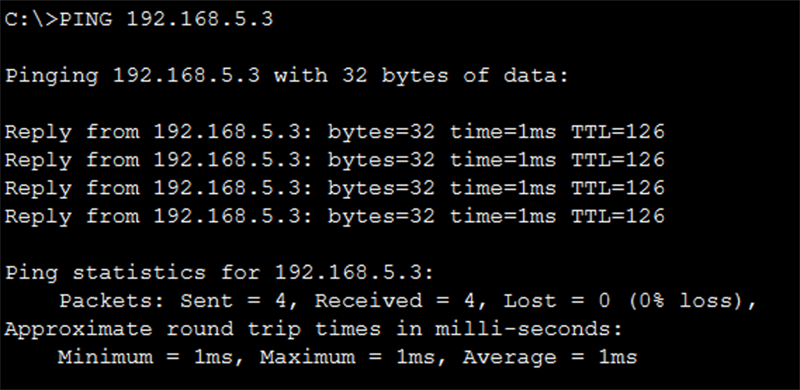 C:\>PING 192.168.5.3
Pinging 192.168.5.3 with 32 bytes of data:
Reply from 192.168.5.3: bytes=32 time=1ms TTL=126
Reply from 192.168.5.3: bytes=32 time=1ms TTL=126
Reply from 192.168.5.3: bytes=32 time=1ms TTL=126
Reply from 192.168.5.3: bytes=32 time=1ms TTL=126
Ping statistics for 192.168.5.3:
    Packets: Sent = 4, Received = 4, Lost = 0 (0% loss),
Approximate round trip times in milli-seconds:
    Minimum = 1ms, Maximum = 1ms, Average = 1ms